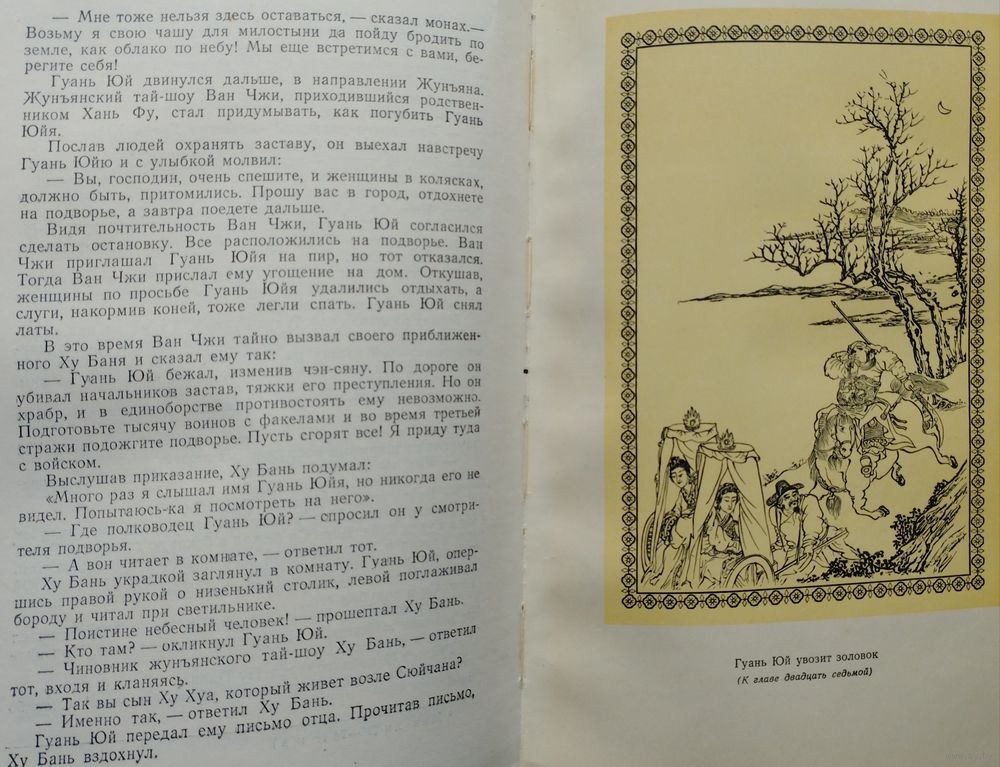 — Мне тоже нельзя здесь оставаться, — сказал монах.—
Возьму я свою чашу для милостыни да пойду бродить по
земле, как облако по небу! Мы еще встретимся с вами, бе-
регите себя!
Гуань Юй двинулся дальше, в направлении Жунъяна.
Жунъянский тай-шоу Ван Чжи, приходившийся родствен-
ником Хань Фу, стал придумывать, как погубить Гуань
Юйя.
Послав людей охранять заставу, он выехал навстречу
Гуань Юйю и с улыбкой молвил:
— Вы, господин, очень спешите, и женщины в колясках,
должно быть, притомились. Прошу вас в город, отдохнете
на подворье, а завтра поедете дальше.
Видя почтительность Ван Чжи, Гуань Юй согласился
сделать остановку. Все расположились на подворье. Ван
Чжи приглашал Гуань Юйя на пир, но тот отказался.
Тогда Ван Чжи прислал ему угощение на дом. Откушав,
женщины по просьбе Гуань Юйя удалились отдыхать, а
слуги, накормив коней, тоже легли спать. Гуань Юй снял
латы.
В это время Ван Чжи тайно вызвал своего приближен-
ного Ху Баня и сказал ему так:
— Гуань Юй бежал, изменив чэн-сяну. По дороге он
убивал начальников застав, тяжки его преступления. Но он
храбр, и в единоборстве противостоять ему невозможно.
Подготовьте тысячу воинов с факелами и во время третьей
стражи подожгите подворье. Пусть сгорят все! Я приду туда
с войском.
Выслушав приказание, Ху Бань подумал:
«Много раз я слышал имя Гуань Юйя, но никогда его не
видел. Попытаюсь-ка я посмотреть на него».
— Где полководец Гуань Юй? — спросил он у смотри-
теля подворья.
— А вон читает в комнате, — ответил тот.
Ху Бань украдкой заглянул в комнату. Гуань Юй, опер-
шись правой рукой о низенький столик, левой поглаживал
бороду и читал при светильнике.
— Поистине небесный человек! — прошептал Ху Бань.
— Кто там? — окликнул Гуань Юй.
— Чиновник жунъянского тай-шоу Ху Бань, — ответил
тот, входя и кланяясь.
— Так вы сын Ху Хуа, который живет возле Сюйчана?
— Именно так, — ответил Ху Бань.
Гуань Юй передал ему письмо отца. Прочитав письмо,
Ху Бань вздохнул.
Гуань Юй увозит золовок
(К главе двадцать седьмой)